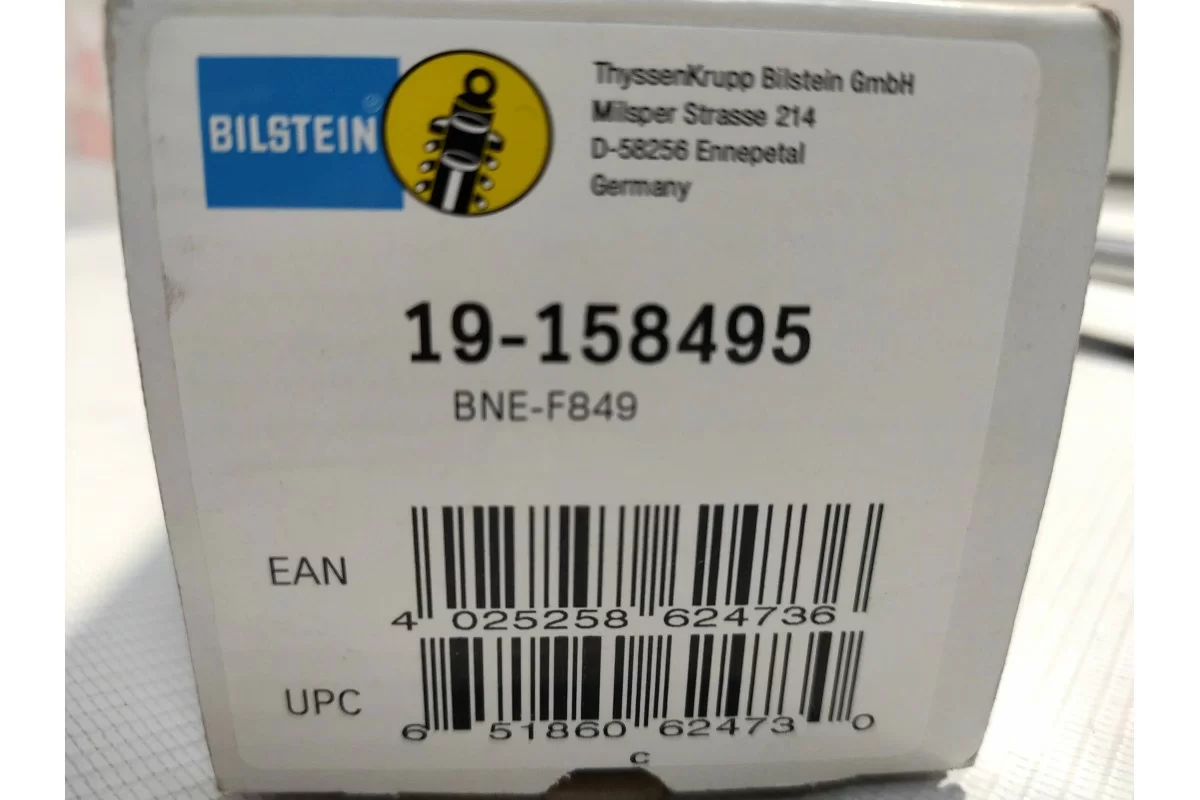 BILSTEIN®
ThyssenKrupp Bilstein GmbH
Milsper Strasse 214
D-58256 Ennepetal
Germany
19-158495
BNE-F849
EAN
4 025258 624736
UPC
6 51860 62473 0
c